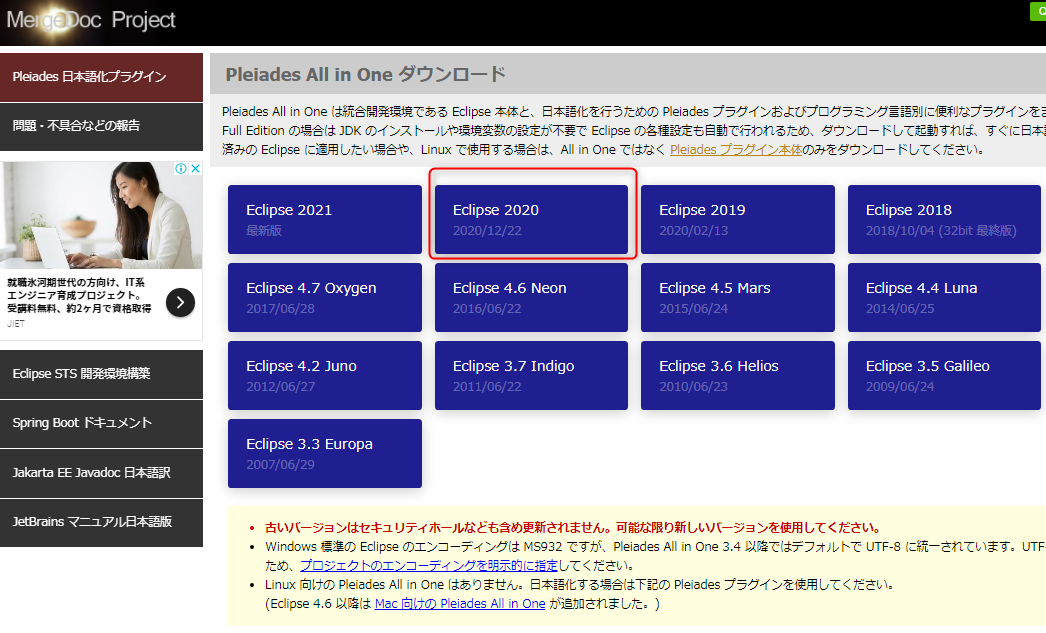 MergeDoc Project
Q
Pleiades 日本語化プラグイン
問題・不具合などの報告
就職氷河期世代の方向け、IT系
エンジニア育成プロジェクト。
受講料無料、約2ヶ月で資格取得
JIET
Eclipse STS 開発環境構築
Spring Boot ドキュメント
Jakarta EE Javadoc 日本語訳
JetBrains マニュアル日本語版
Pleiades All in One ダウンロード
Pleiades All in One は統合開発環境である Eclipse 本体と、日本語化を行うための Pleiades プラグインおよびプログラミング言語別に便利なプラグインをま
Full Edition の場合は JDK のインストールや環境変数の設定が不要で Eclipse の各種設定も自動で行われるため、ダウンロードして起動すれば、すぐに日本語
済みの Eclipse に適用したい場合や、Linux で使用する場合は、All in One ではなく Pleiades プラグイン本体のみをダウンロードしてください。
Eclipse 2021
最新版
Eclipse 2020
2020/12/22
Eclipse 2019
2020/02/13
Eclipse 2018
2018/10/04 (32bit 最終版)
Eclipse 4.7 Oxygen
2017/06/28
Eclipse 4.6 Neon
2016/06/22
Eclipse 4.5 Mars
2015/06/24
Eclipse 4.4 Luna
2014/06/25
Eclipse 4.2 Juno
2012/06/27
Eclipse 3.7 Indigo
2011/06/22
Eclipse 3.6 Helios
2010/06/23
Eclipse 3.5 Galileo
2009/06/24
Eclipse 3.3 Europa
2007/06/29
• 古いバージョンはセキュリティホールなども含め更新されません。可能な限り新しいバージョンを使用してください。
• Windows 標準の Eclipse のエンコーディングは MS932 ですが、Pleiades All in One 3.4 以降ではデフォルトで UTF-8 に統一されています。UTF-
ため、プロジェクトのエンコーディングを明示的に指定してください。
• Linux 向けの Pleiades All in One はありません。日本語化する場合は下記の Pleiades プラグインを使用してください。
(Eclipse 4.6 以降は Mac 向けの Pleiades All in One が追加されました。)